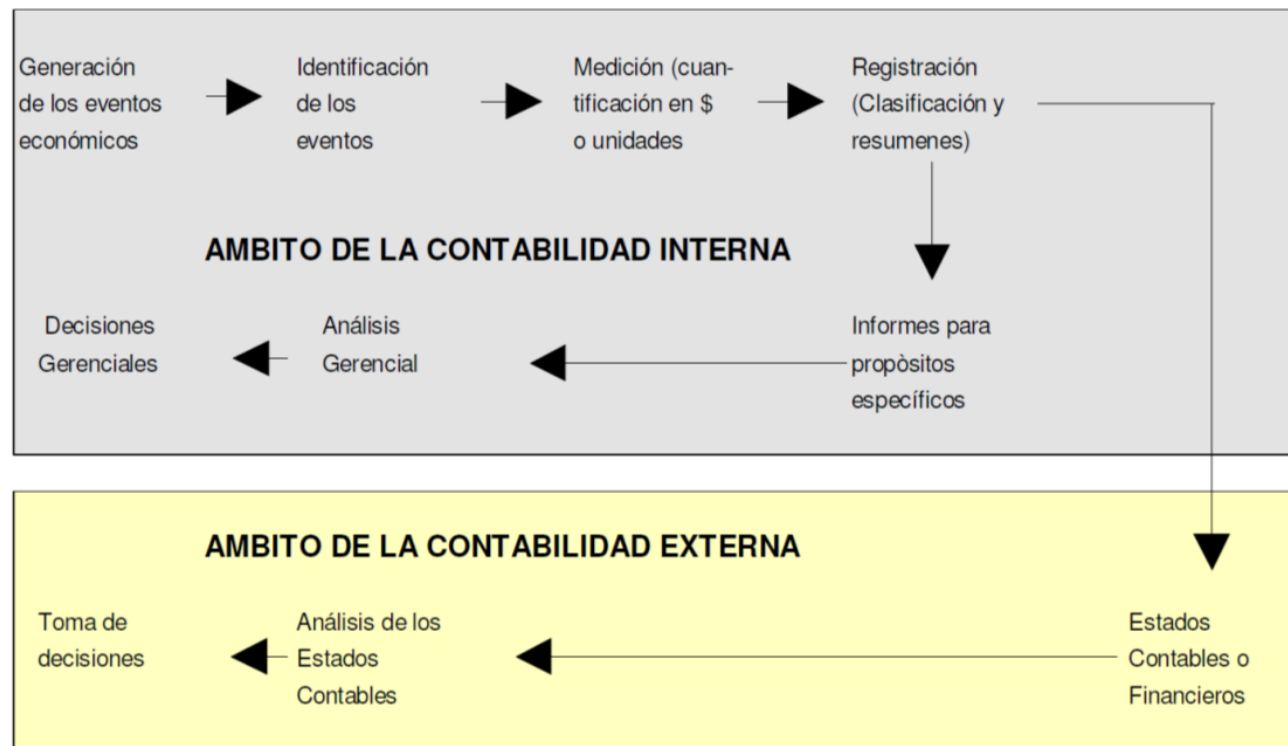 Generación
de los eventos
económicos
Identificación
de los
eventos
Medición (cuan-
tificación en $
o unidades
Registración
(Clasificación y
resumenes)
AMBITO DE LA CONTABILIDAD INTERNA
Decisiones
Gerenciales
Análisis
Gerencial
Informes para
propòsitos
específicos
AMBITO DE LA CONTABILIDAD EXTERNA
Toma de
decisiones
Análisis de los
Estados
Contables
Estados
Contables o
Financieros